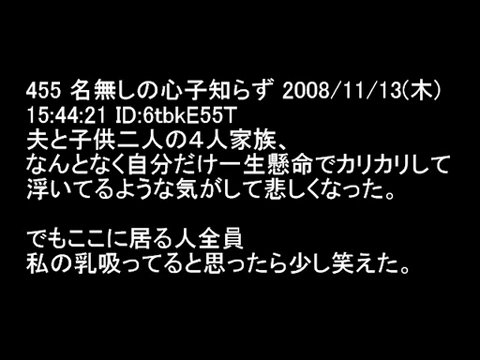 455 名無しの心子知らず 2008/11/13(木)
15:44:21 ID:6tbkE55T
夫と子供二人の４人家族、
なんとなく自分だけ一生懸命でカリカリして
浮いてるような気がして悲しくなった。
でもここに居る人全員
私の乳吸ってると思ったら少し笑えた。